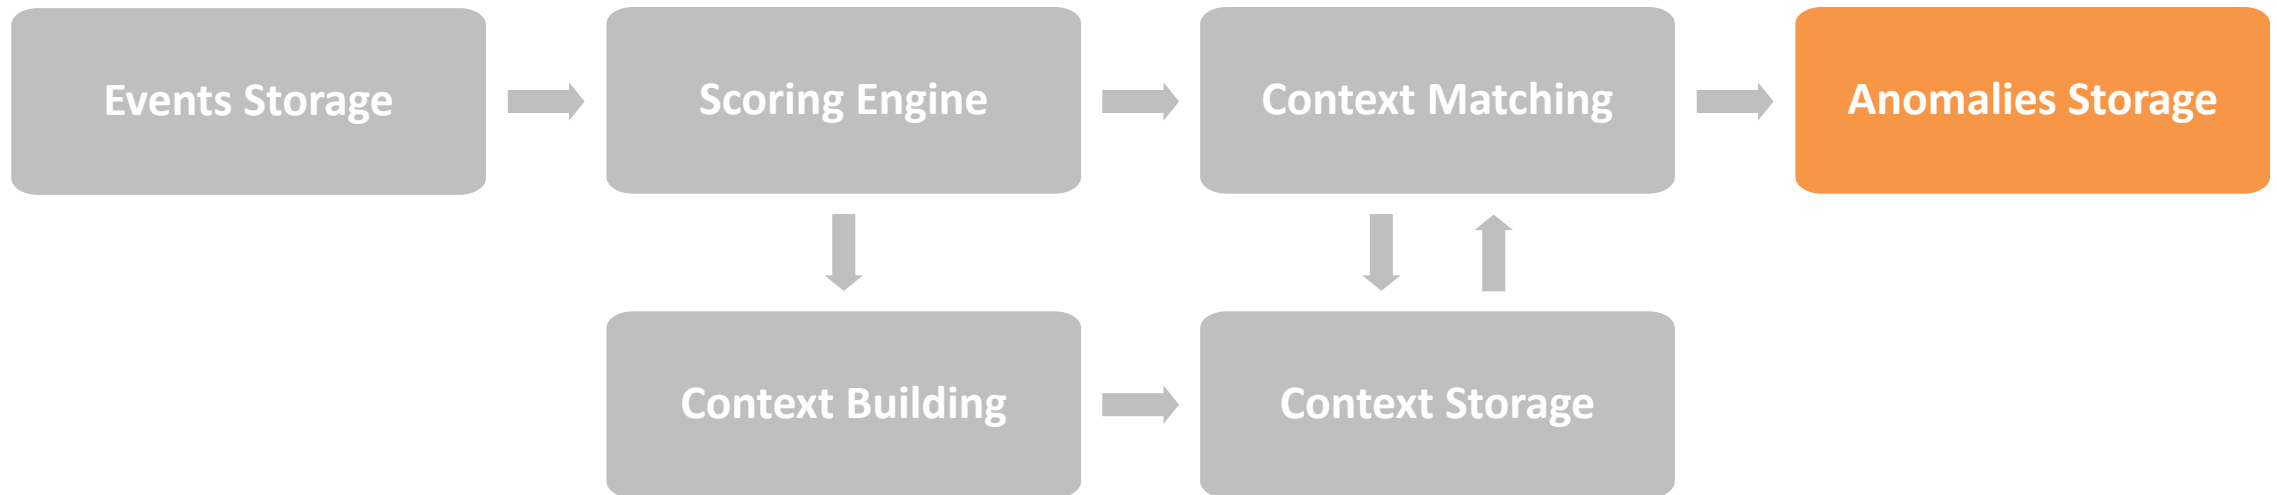 Events Storage
Scoring Engine
Context Matching
Anomalies Storage
Context Building
Context Storage